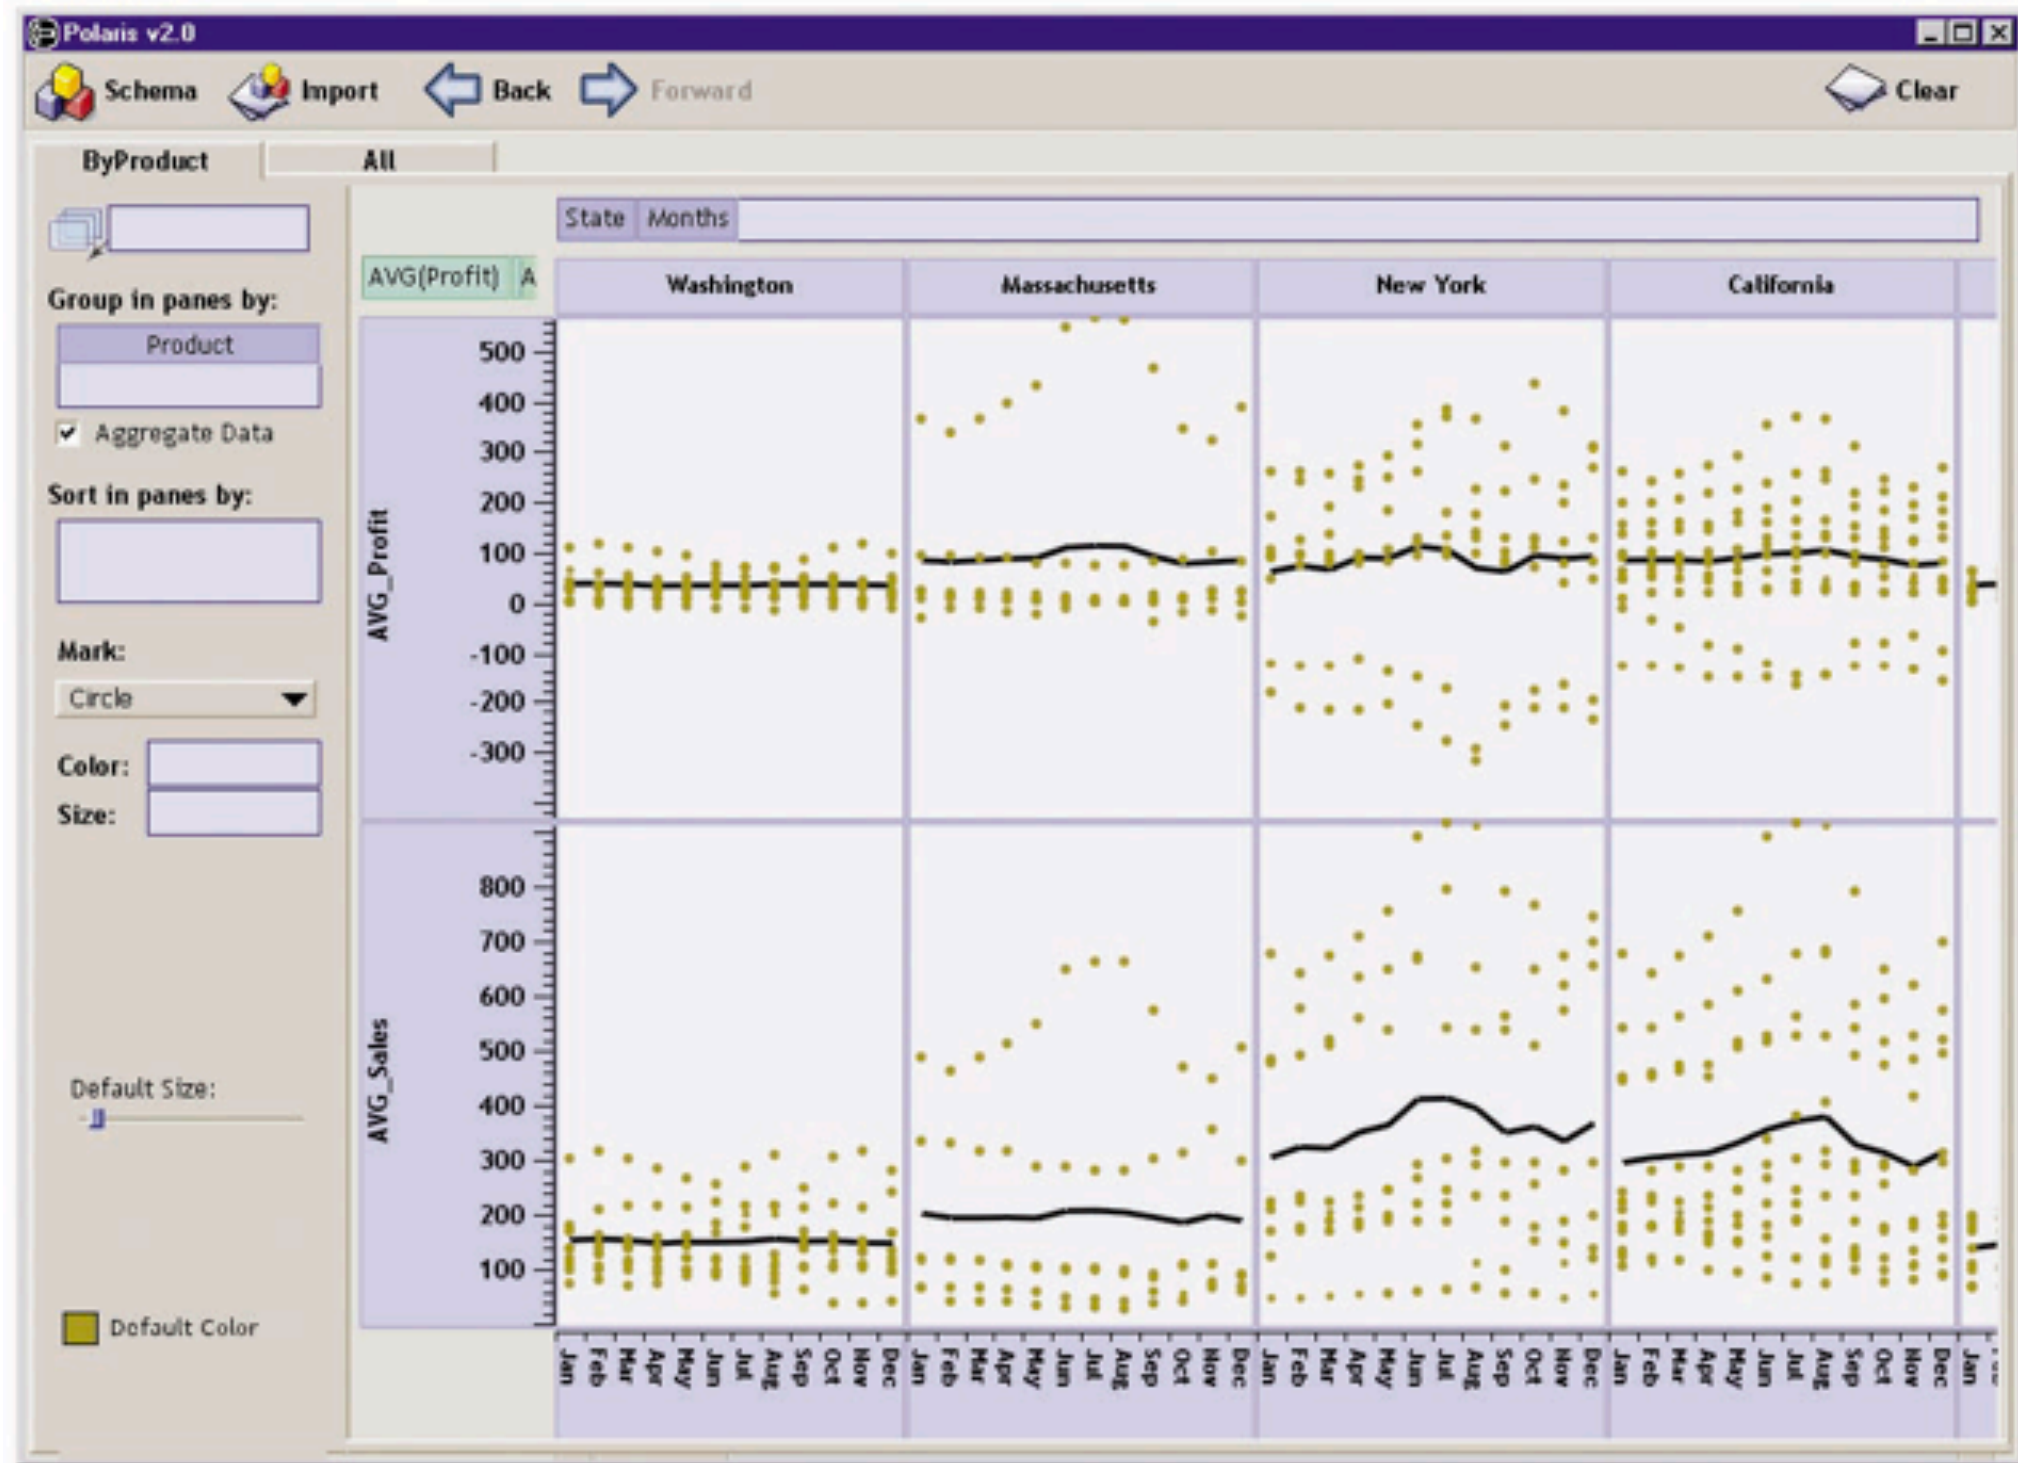 Polaris v2.0
Schema Import Back Forward Clear
ByProduct All
State Months
AVG(Profit) A
Washington Massachusetts New York California
Group in panes by:
Product
Aggregate Data
Sort in panes by:
Mark:
Circle
Color:
Size:
Default Size:
Default Color
AVG_Profit
500
400
300
200
100
0
-100
-200
-300
AVG_Sales
800
700
600
500
400
300
200
100
Jan Feb Mar Apr May Jun Jul Aug Sep Oct Nov Dec Jan Feb Mar Apr May Jun Jul Aug Sep Oct Nov Dec Jan Feb Mar Apr May Jun Jul Aug Sep Oct Nov Dec Jan Feb Mar Apr May Jun Jul Aug Sep Oct Nov Dec Jan